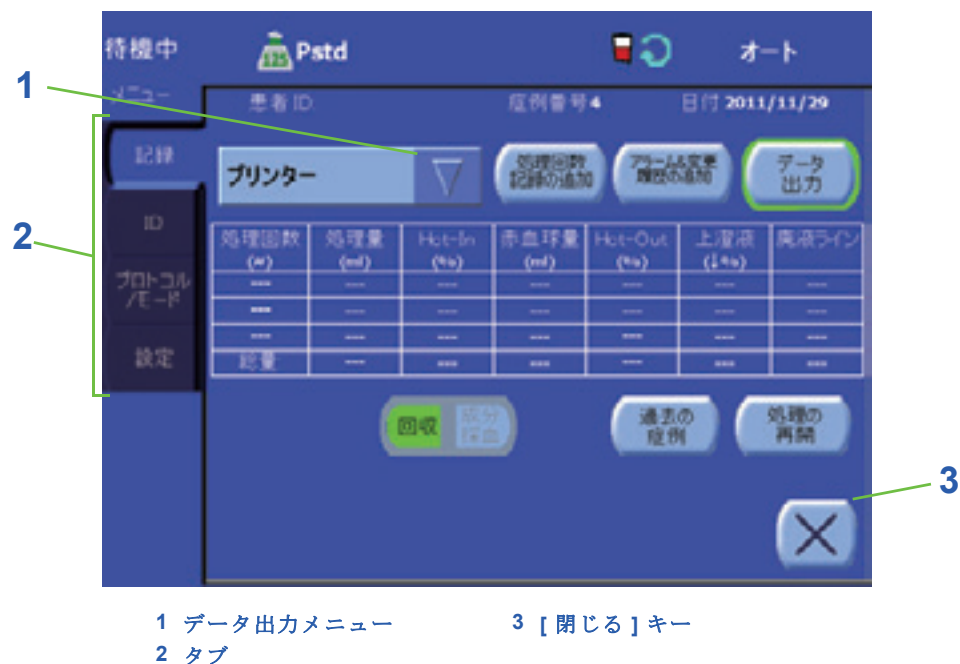 待機中 125 Pstd オート
1
メニュー
患者ID 症例番号4 日付 2011/11/29
2
記録
ID
プロトコル
/モード
設定
プリンター
処理回数
記録の追加
アラーム&変更
履歴の追加
データ
出力
処理回数 処理量 Hct-In 赤血球量 Hct-Out 上澄液 廃液ライン
(#) (ml) (%) (ml) (%) (↓%)
--- --- --- --- --- --- ---
--- --- --- --- --- --- ---
--- --- --- --- --- --- ---
総量 --- --- --- --- --- ---
回収
成分
採血
過去の
症例
処理の
再開
3
1 データ出力メニュー
2 タブ
3 [ 閉じる ] キー